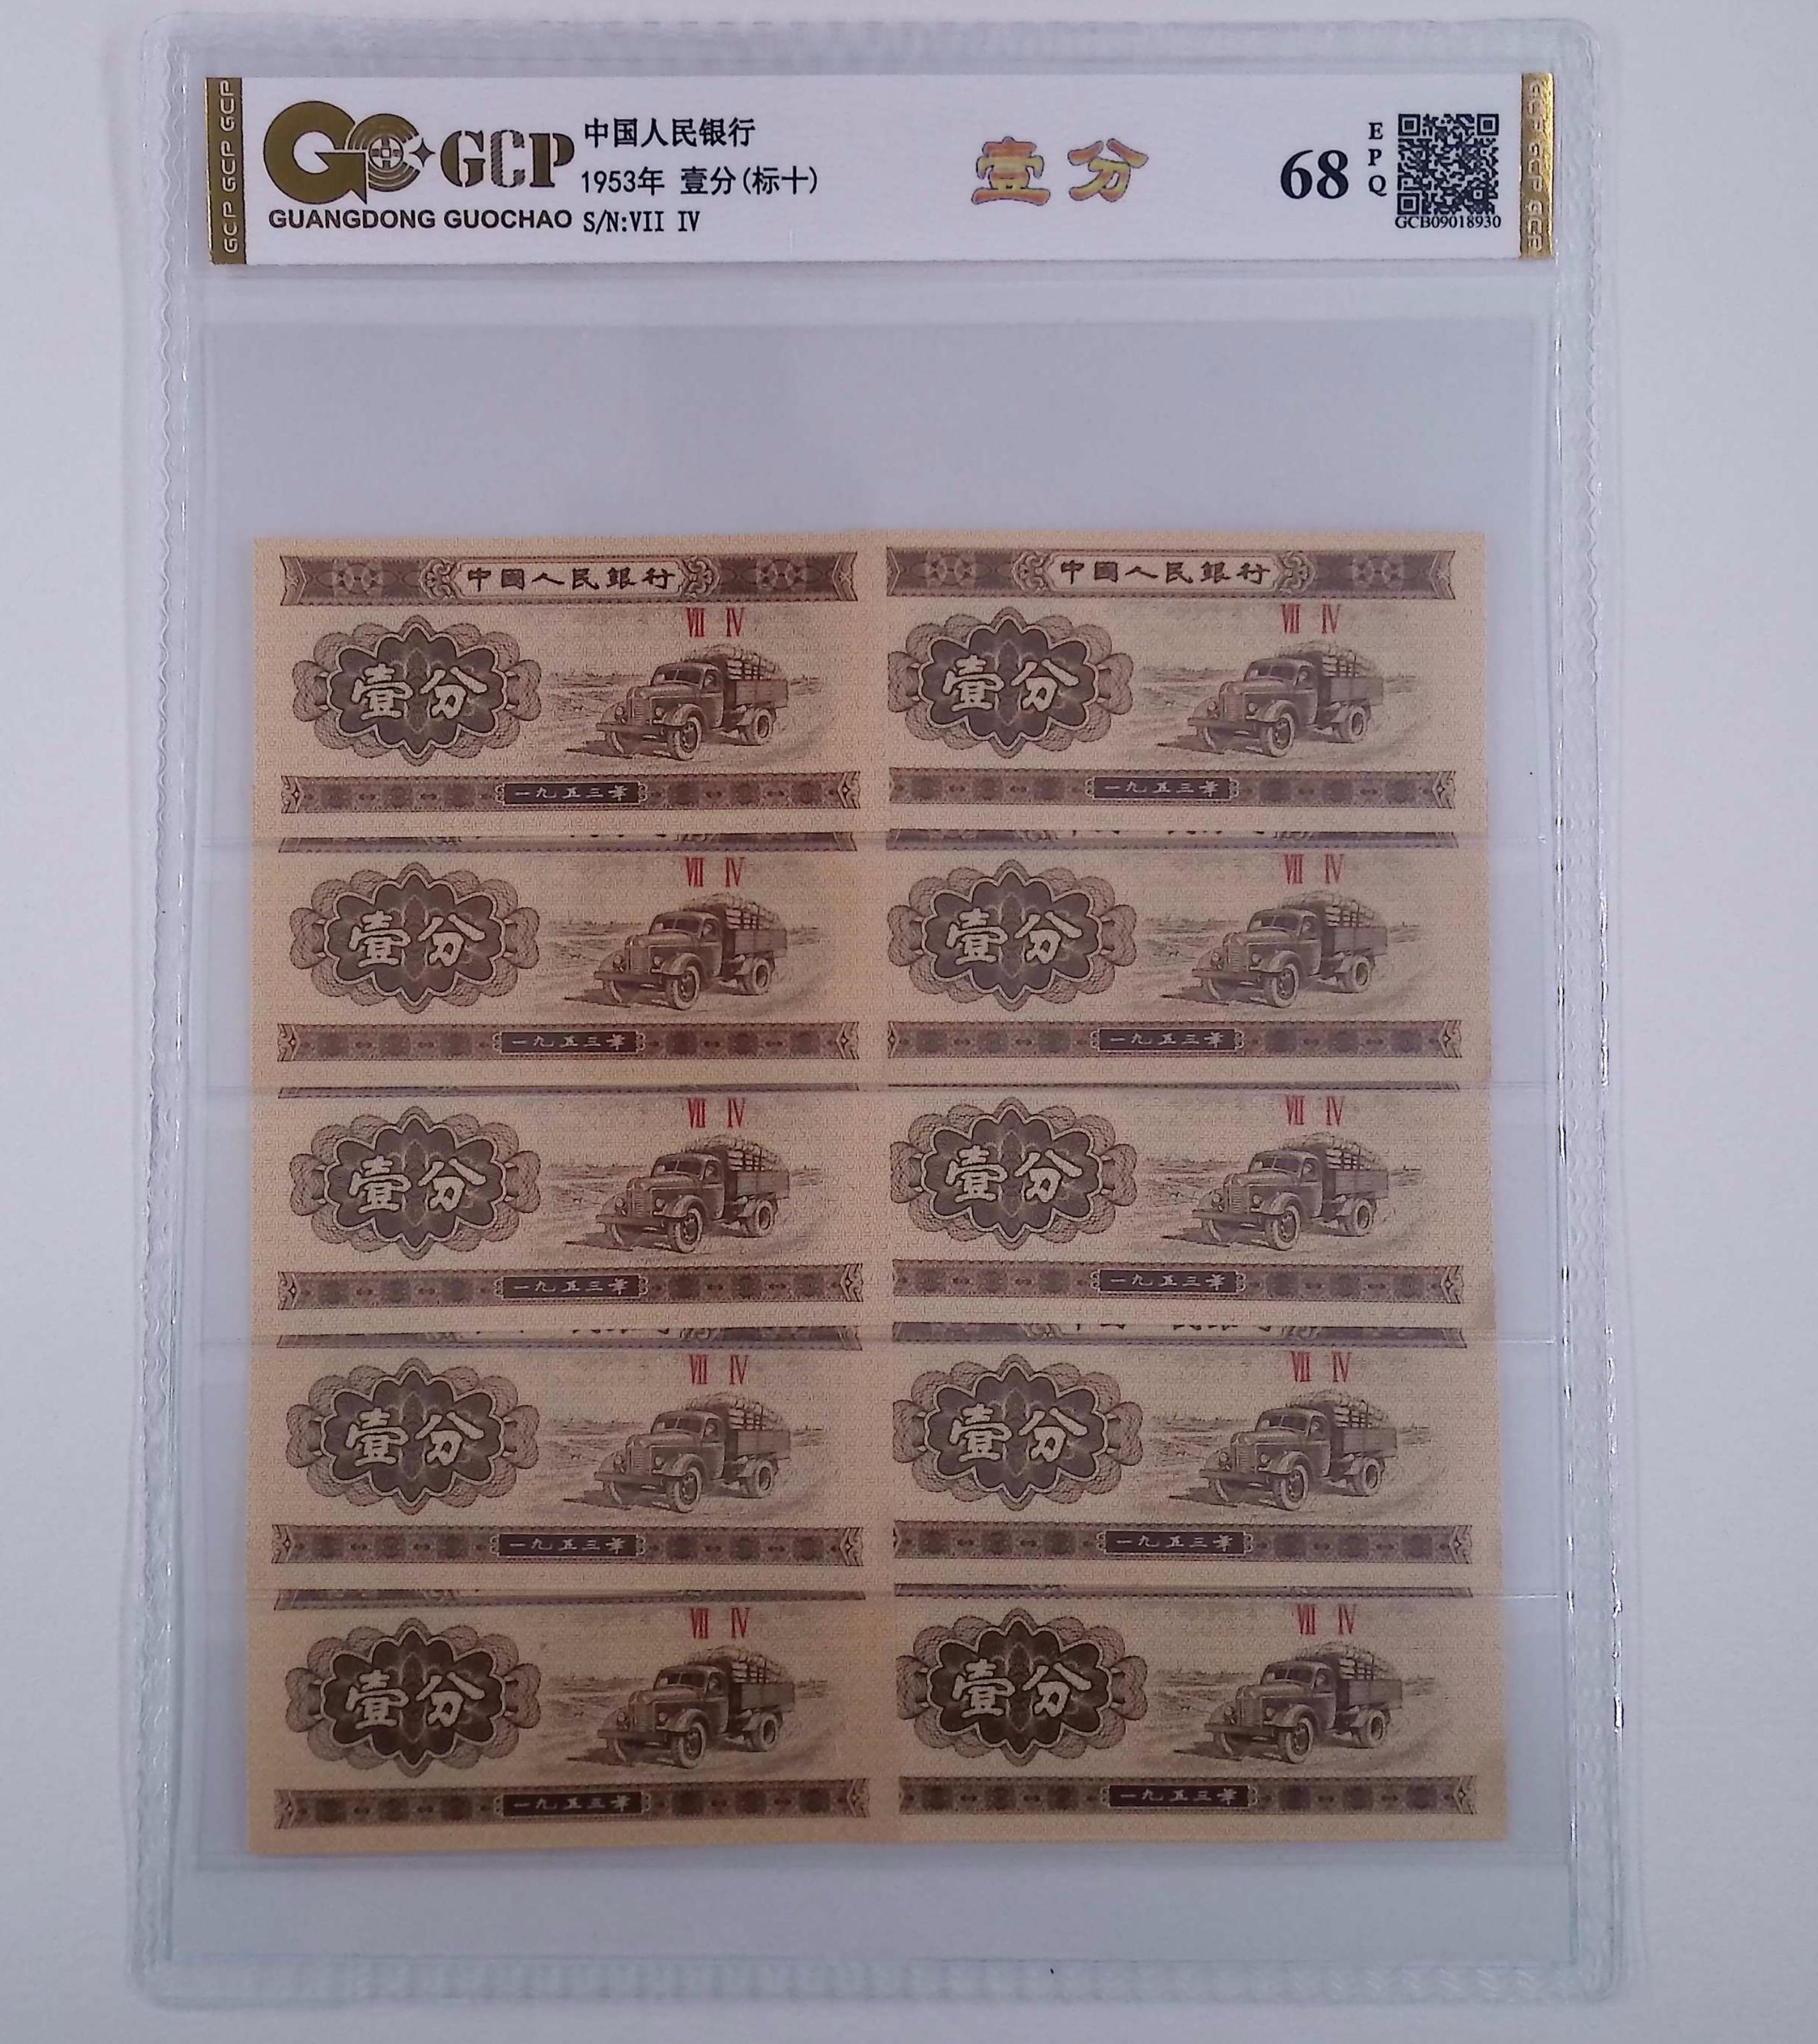 GCP GCP GCP
GCP
GUANGDONG GUOCHAO
中国人民银行
1953年 壹分(标十)
S/N:VII IV
壹分
68
EPQ
GCB09018930
中国人民銀行
VII IV
壹分
一九五三年
中国人民銀行
VII IV
壹分
一九五三年
VII IV
壹分
一九五三年
VII IV
壹分
一九五三年
VII IV
壹分
一九五三年
VII IV
壹分
一九五三年
VII IV
壹分
一九五三年
VII IV
壹分
一九五三年
VII IV
壹分
一九五三年
VII IV
壹分
一九五三年